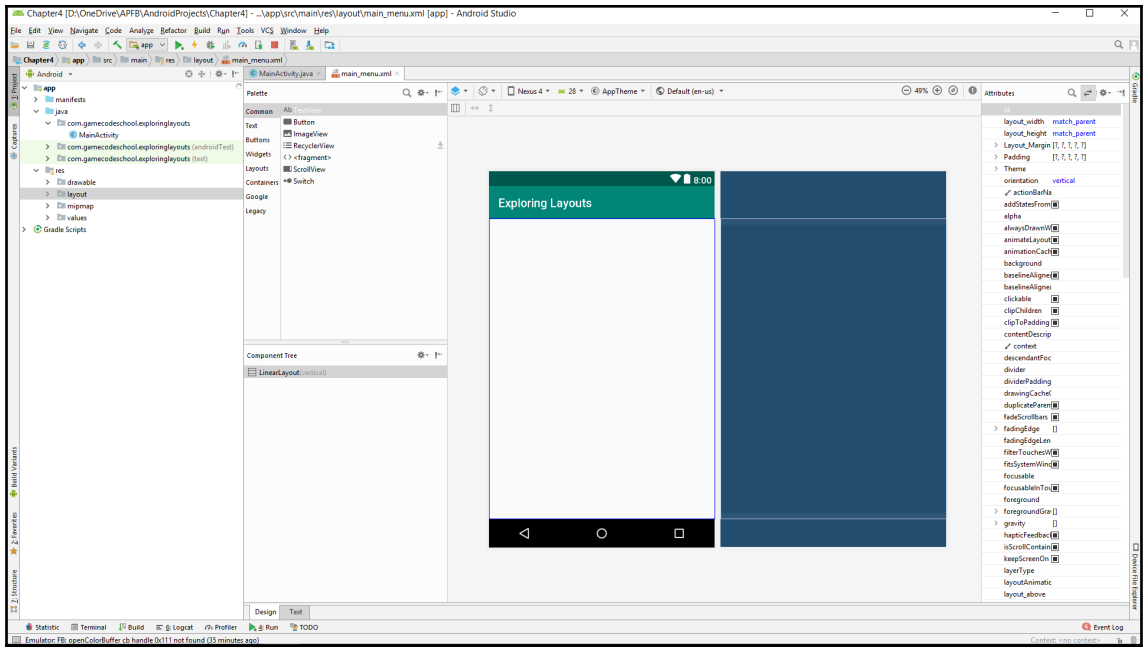 Chapter4 [D:\OneDrive\APFB\AndroidProjects\Chapter4] - ...\app\src\main\res\layout\main_menu.xml [app] - Android Studio
File Edit View Navigate Code Analyze Refactor Build Run Tools VCS Window Help
app
Chapter4 app src main res layout main_menu.xml
Android MainActivity.java main_menu.xml
1: Project
Captures
Build Variants
2: Favorites
7: Structure
app
manifests
java
com.gamecodeschool.exploringlayouts
MainActivity
com.gamecodeschool.exploringlayouts (androidTest)
com.gamecodeschool.exploringlayouts (test)
res
drawable
layout
mipmap
values
Gradle Scripts
Palette
Common
Text
Buttons
Widgets
Layouts
Containers
Google
Legacy
Ab TextView
Button
ImageView
RecyclerView
<> <fragment>
ScrollView
Switch
Component Tree
LinearLayout(vertical)
Nexus 4 28 AppTheme Default (en-us) 49%
8:00
Exploring Layouts
Design Text
Attributes
id
layout_width match_parent
layout_height match_parent
Layout_Margin [?, ?, ?, ?, ?]
Padding [?, ?, ?, ?, ?]
Theme
orientation vertical
actionBarNa
addStatesFrom
alpha
alwaysDrawnW
animateLayout
animationCach
background
baselineAligne
baselineAligne
clickable
clipChildren
clipToPadding
contentDescrip
context
descendantFoc
divider
dividerPadding
drawingCache
duplicateParen
fadeScrollbars
fadingEdge []
fadingEdgeLen
filterTouchesW
fitsSystemWind
focusable
focusableInTou
foreground
foregroundGra []
gravity []
hapticFeedback
isScrollContain
keepScreenOn
layerType
layoutAnimatic
layout_above
Gradle
Device File Explorer
Statistic Terminal Build 6: Logcat Profiler 4: Run TODO Event Log
Emulator: FB: openColorBuffer cb handle 0x111 not found (35 minutes ago) Context: <no context>